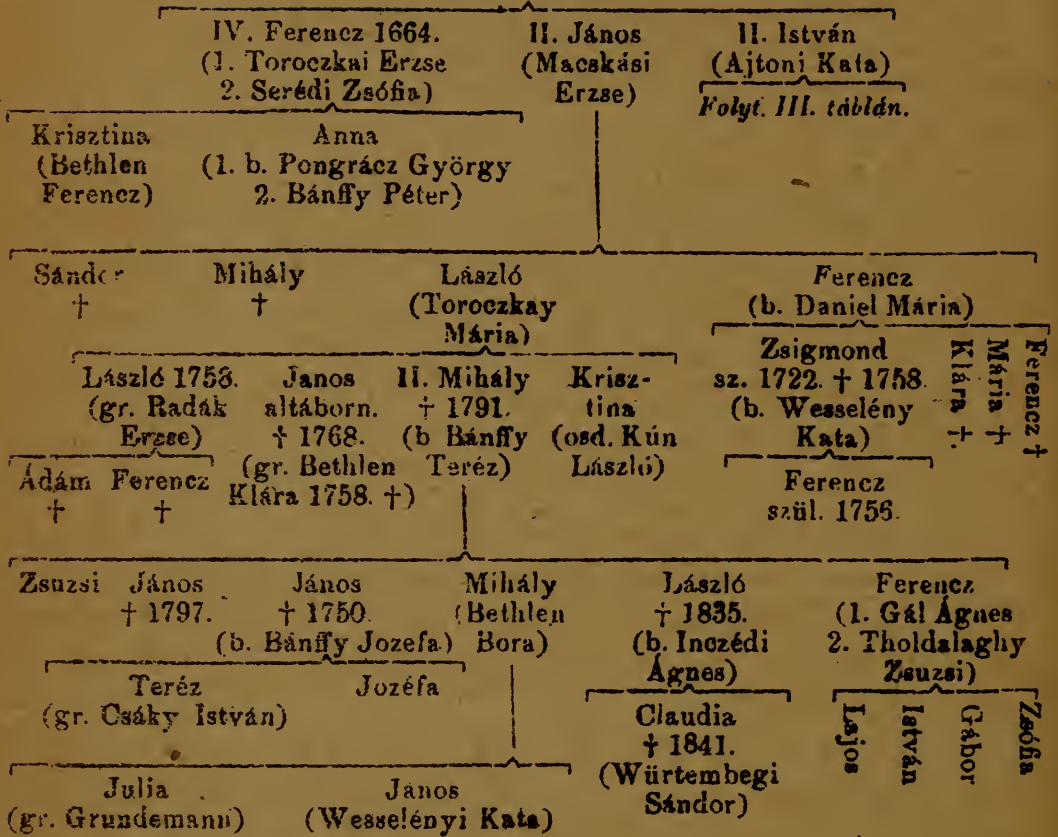 IV. Ferencz 1664. II. János II. István
(1. Toroczkai Erzse (Macskási (Ajtoni Kata)
2. Serédi Zsófia) Erzse) Folyt. III. táblán.
Krisztina Anna
(Bethlen (1. b. Pongrácz György
Ferencz) 2. Bánffy Péter)
Sándor Mihály László Ferencz
† † (Toroczkay (b. Daniel Mária)
Mária)
Zsigmond Klára †. Mária † Ferencz †
László 1753. Janos II. Mihály Krisz- sz. 1722. † 1758.
(gr. Radák altáborn. † 1791. tina (b. Wesselény
Erzse) † 1768. (b Bánffy (osd. Kún Kata)
Ádám Ferencz (gr. Bethlen Teréz) László) Ferencz
† † Klára 1758. †) szül. 1756.
Zsuzsi János János Mihály László Ferencz
† 1797. † 1750. (Bethlen † 1835. (1. Gál Ágnes
(b. Bánffy Jozefa) Bora) (b. Inczédi 2. Tholdalaghy
Ágnes) Zsuzsi)
Teréz Jozéfa
(gr. Csáky István) Claudia Lajos István Gábor Zsófia
† 1841.
(Würtembegi
Sándor)
Julia János
(gr. Grundemann) (Wesselényi Kata)